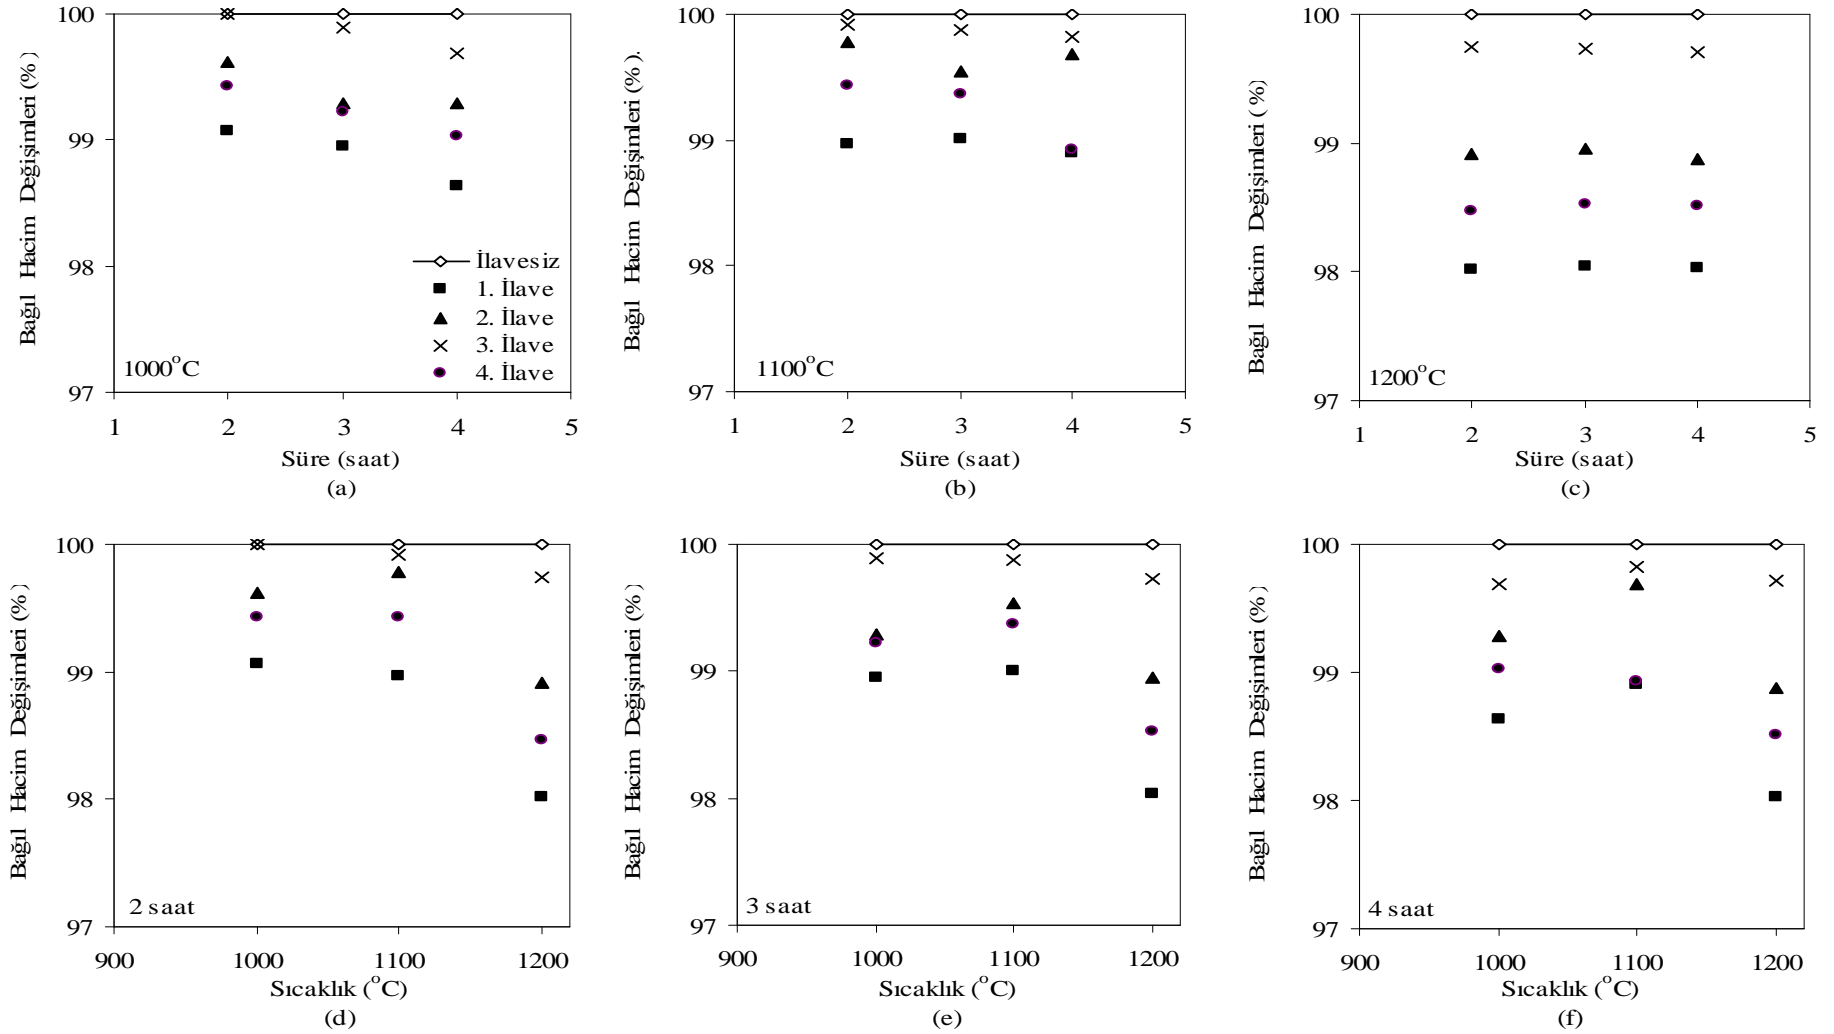 Bağıl Hacim Değişimleri (%)
100
99
98
97
İlavesiz
1. İlave
2. İlave
3. İlave
4. İlave
1000°C
1 2 3 4 5
Süre (saat)
(a)
Bağıl Hacim Değişimleri (%).
100
99
98
97
1100°C
1 2 3 4 5
Süre (saat)
(b)
Bağıl Hacim Değişimleri (%)
100
99
98
97
1200°C
1 2 3 4 5
Süre (saat)
(c)
Bağıl Hacim Değişimleri (%)
100
99
98
97
2 saat
900 1000 1100 1200
Sıcaklık (°C)
(d)
Bağıl Hacim Değişimleri (%)
100
99
98
97
3 saat
900 1000 1100 1200
Sıcaklık (°C)
(e)
Bağıl Hacim Değişimleri (%)
100
99
98
97
4 saat
900 1000 1100 1200
Sıcaklık (°C)
(f)